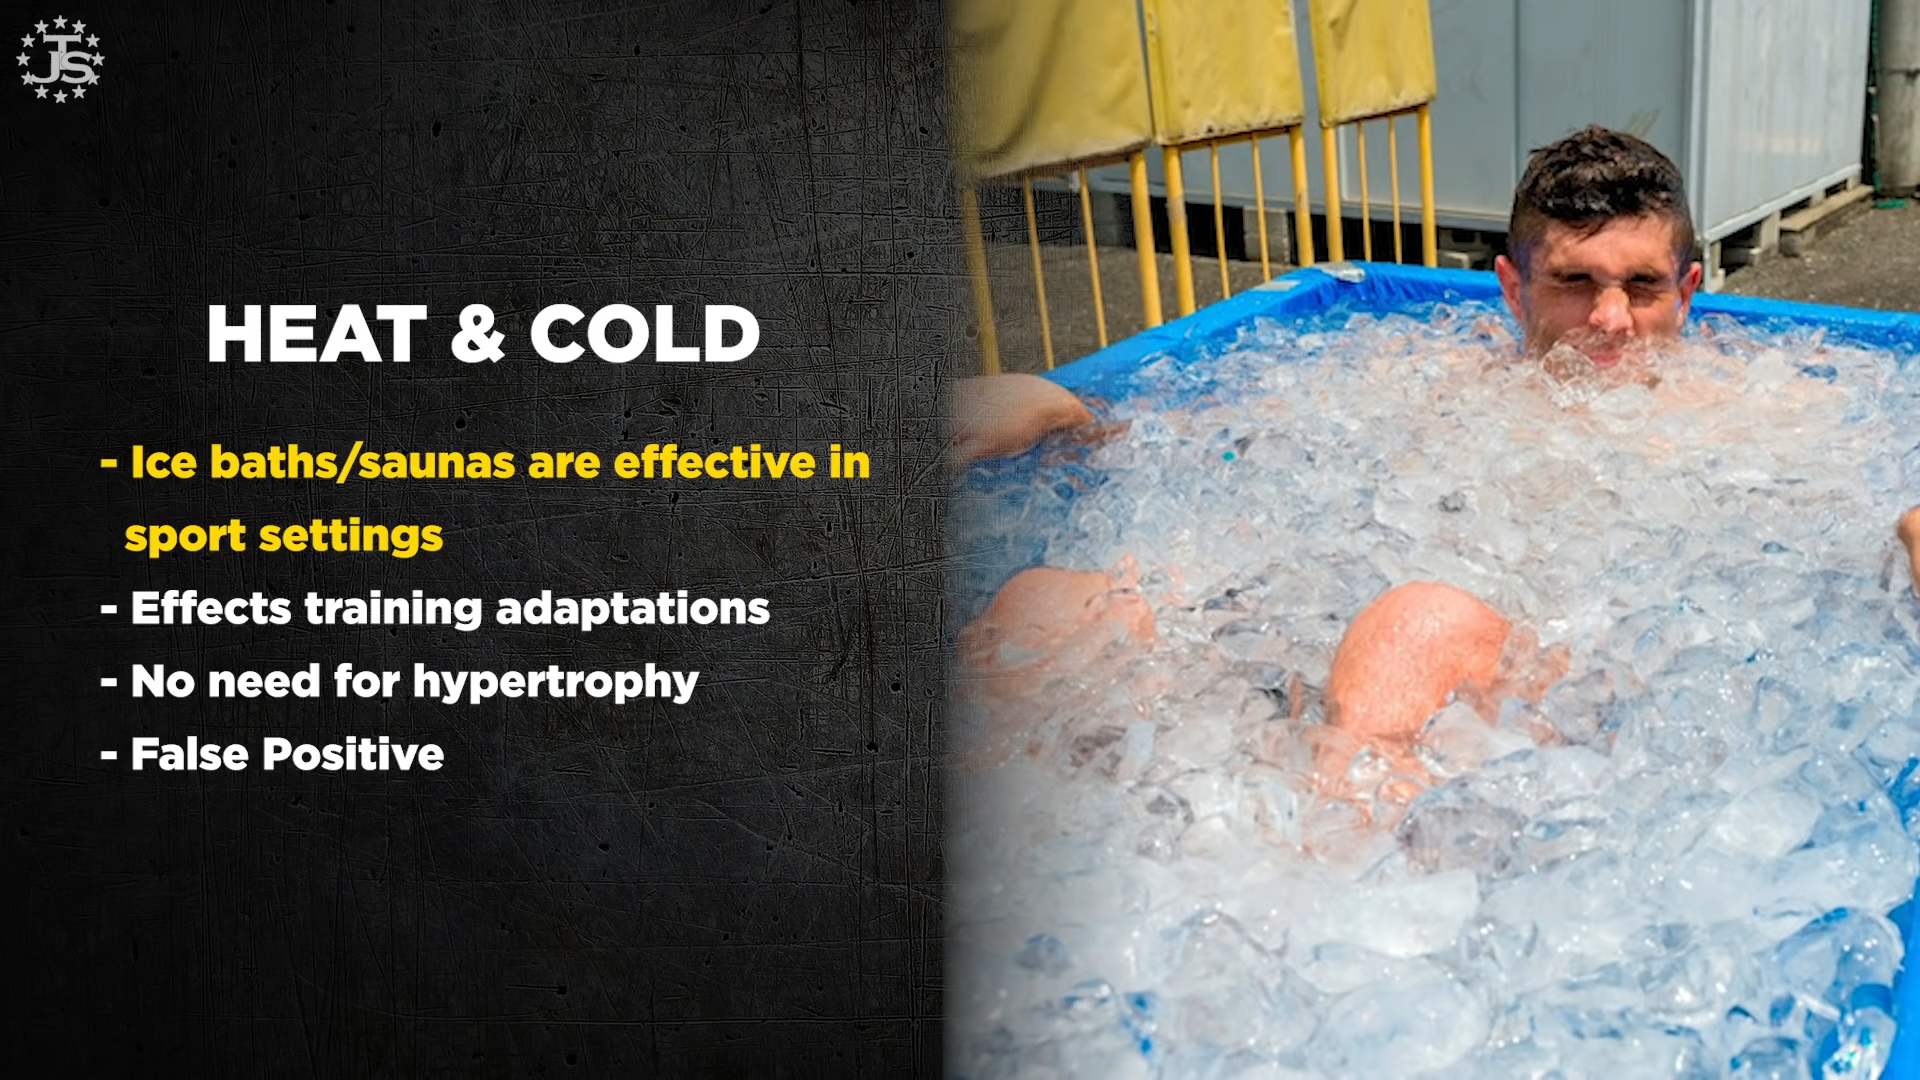 JTS
HEAT & COLD
- Ice baths/saunas are effective in
sport settings
- Effects training adaptations
- No need for hypertrophy
- False Positive